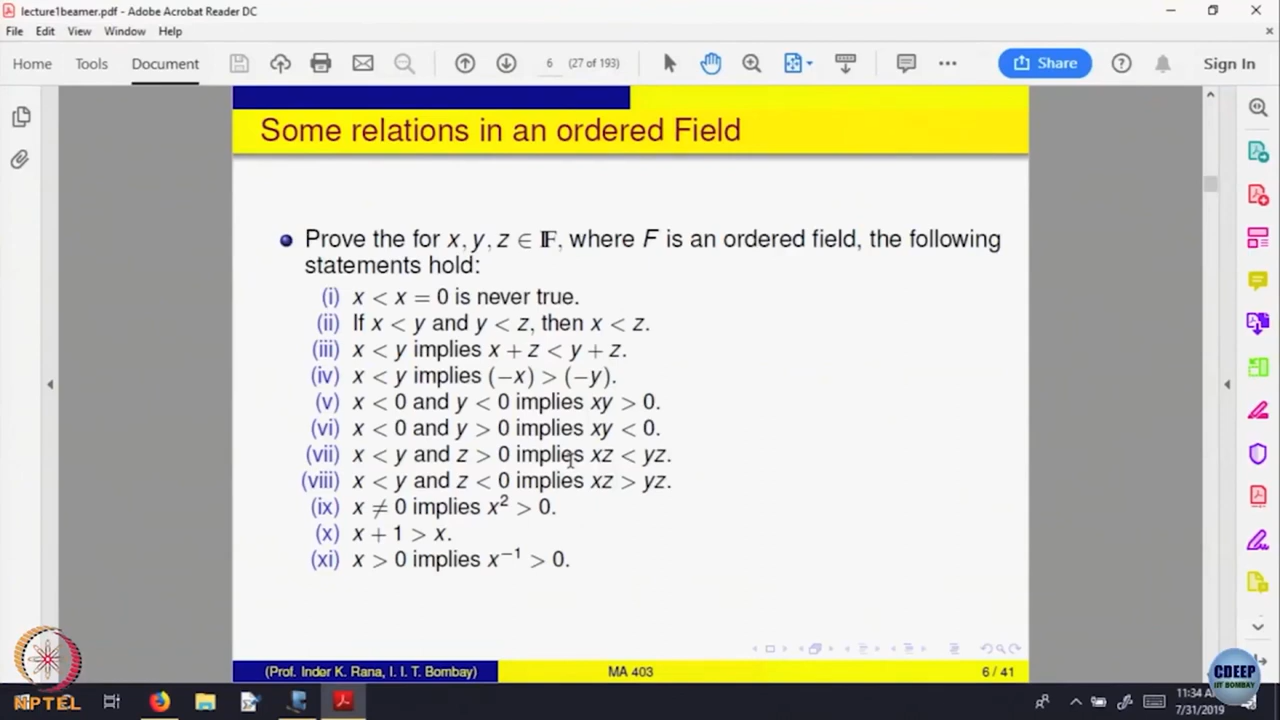 lecture1beamer.pdf - Adobe Acrobat Reader DC
File Edit View Window Help
Home Tools Document 6 (27 of 193) Share Sign In
Some relations in an ordered Field
Prove the for x, y, z ∈ 𝔽, where F is an ordered field, the following
statements hold:
(i) x < x = 0 is never true.
(ii) If x < y and y < z, then x < z.
(iii) x < y implies x + z < y + z.
(iv) x < y implies (−x) > (−y).
(v) x < 0 and y < 0 implies xy > 0.
(vi) x < 0 and y > 0 implies xy < 0.
(vii) x < y and z > 0 implies xz < yz.
(viii) x < y and z < 0 implies xz > yz.
(ix) x ≠ 0 implies x² > 0.
(x) x + 1 > x.
(xi) x > 0 implies x⁻¹ > 0.
(Prof. Inder K. Rana, I. I. T. Bombay) MA 403 6 / 41
NPTEL
CDEEP
IIT BOMBAY
11:34 A
7/31/2019